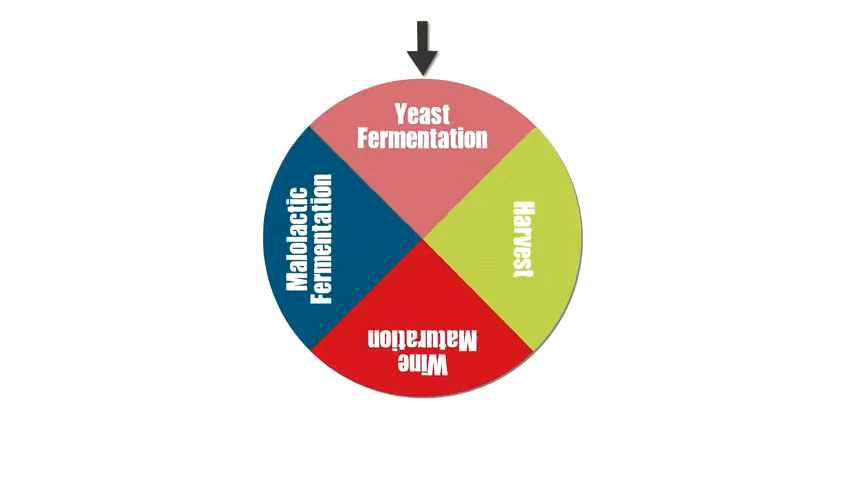 Yeast
Fermentation
Harvest
Wine
Maturation
Malolactic
Fermentation